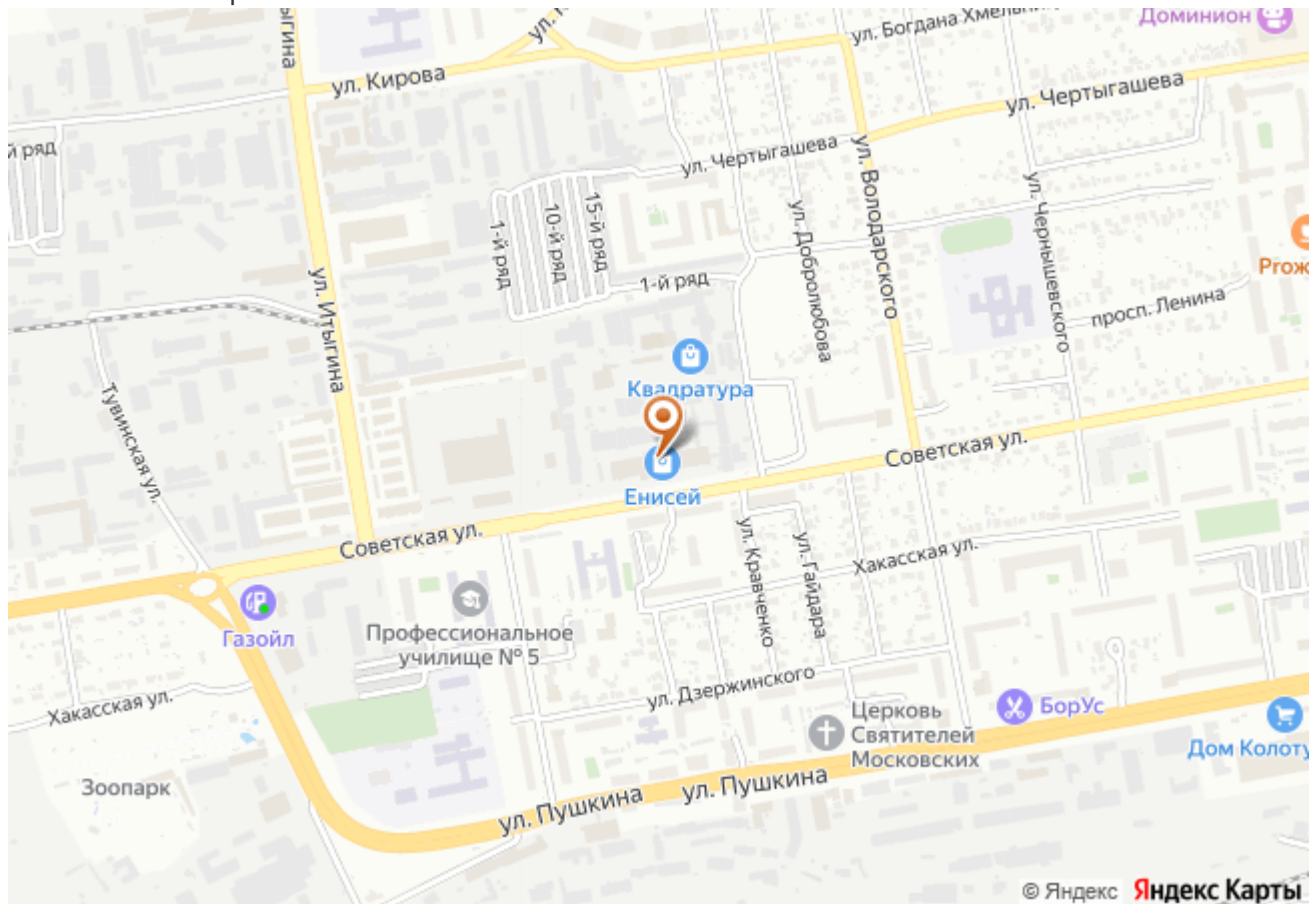 Доминион
ул. Богдана
ул. Кирова
ул. Чертыгашева
й ряд
ул. Чертыгашева
ул. Володарского
ул. Чернышевского
15-й ряд
10-й ряд
1-й ряд
ул. Добролюбова
ул. Итыгина
1-й ряд
просп. Ленина
Квадратура
Тувинская ул.
Енисей
Советская ул.
Советская ул.
ул. Кравченко
ул. Гайдара
Хакасская ул.
Газойл
Профессиональное
училище № 5
ул. Дзержинского
Хакасская ул.
Церковь
Святителей
Московских
БорУс
Дом
Зоопарк
ул. Пушкина
ул. Пушкина
© Яндекс Яндекс Карты